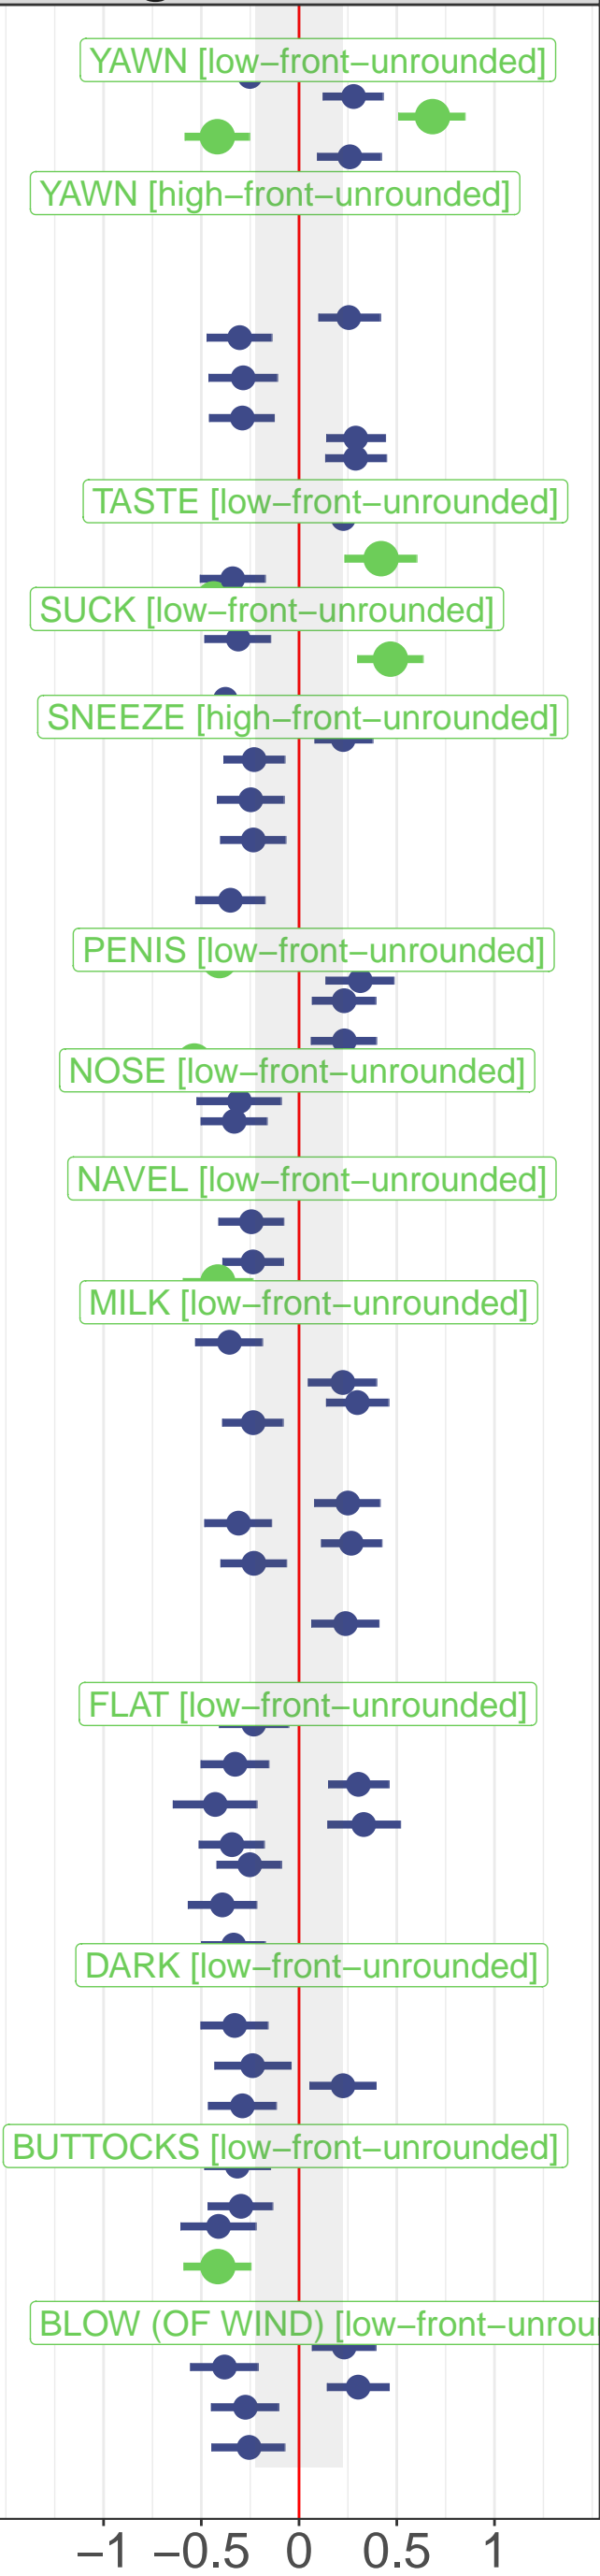 YAWN [low−front−unrounded]
YAWN [high−front−unrounded]
TASTE [low−front−unrounded]
SUCK [low−front−unrounded]
SNEEZE [high−front−unrounded]
PENIS [low−front−unrounded]
NOSE [low−front−unrounded]
NAVEL [low−front−unrounded]
MILK [low−front−unrounded]
FLAT [low−front−unrounded]
DARK [low−front−unrounded]
BUTTOCKS [low−front−unrounded]
BLOW (OF WIND) [low−front−unrou
−1 −0.5 0 0.5 1